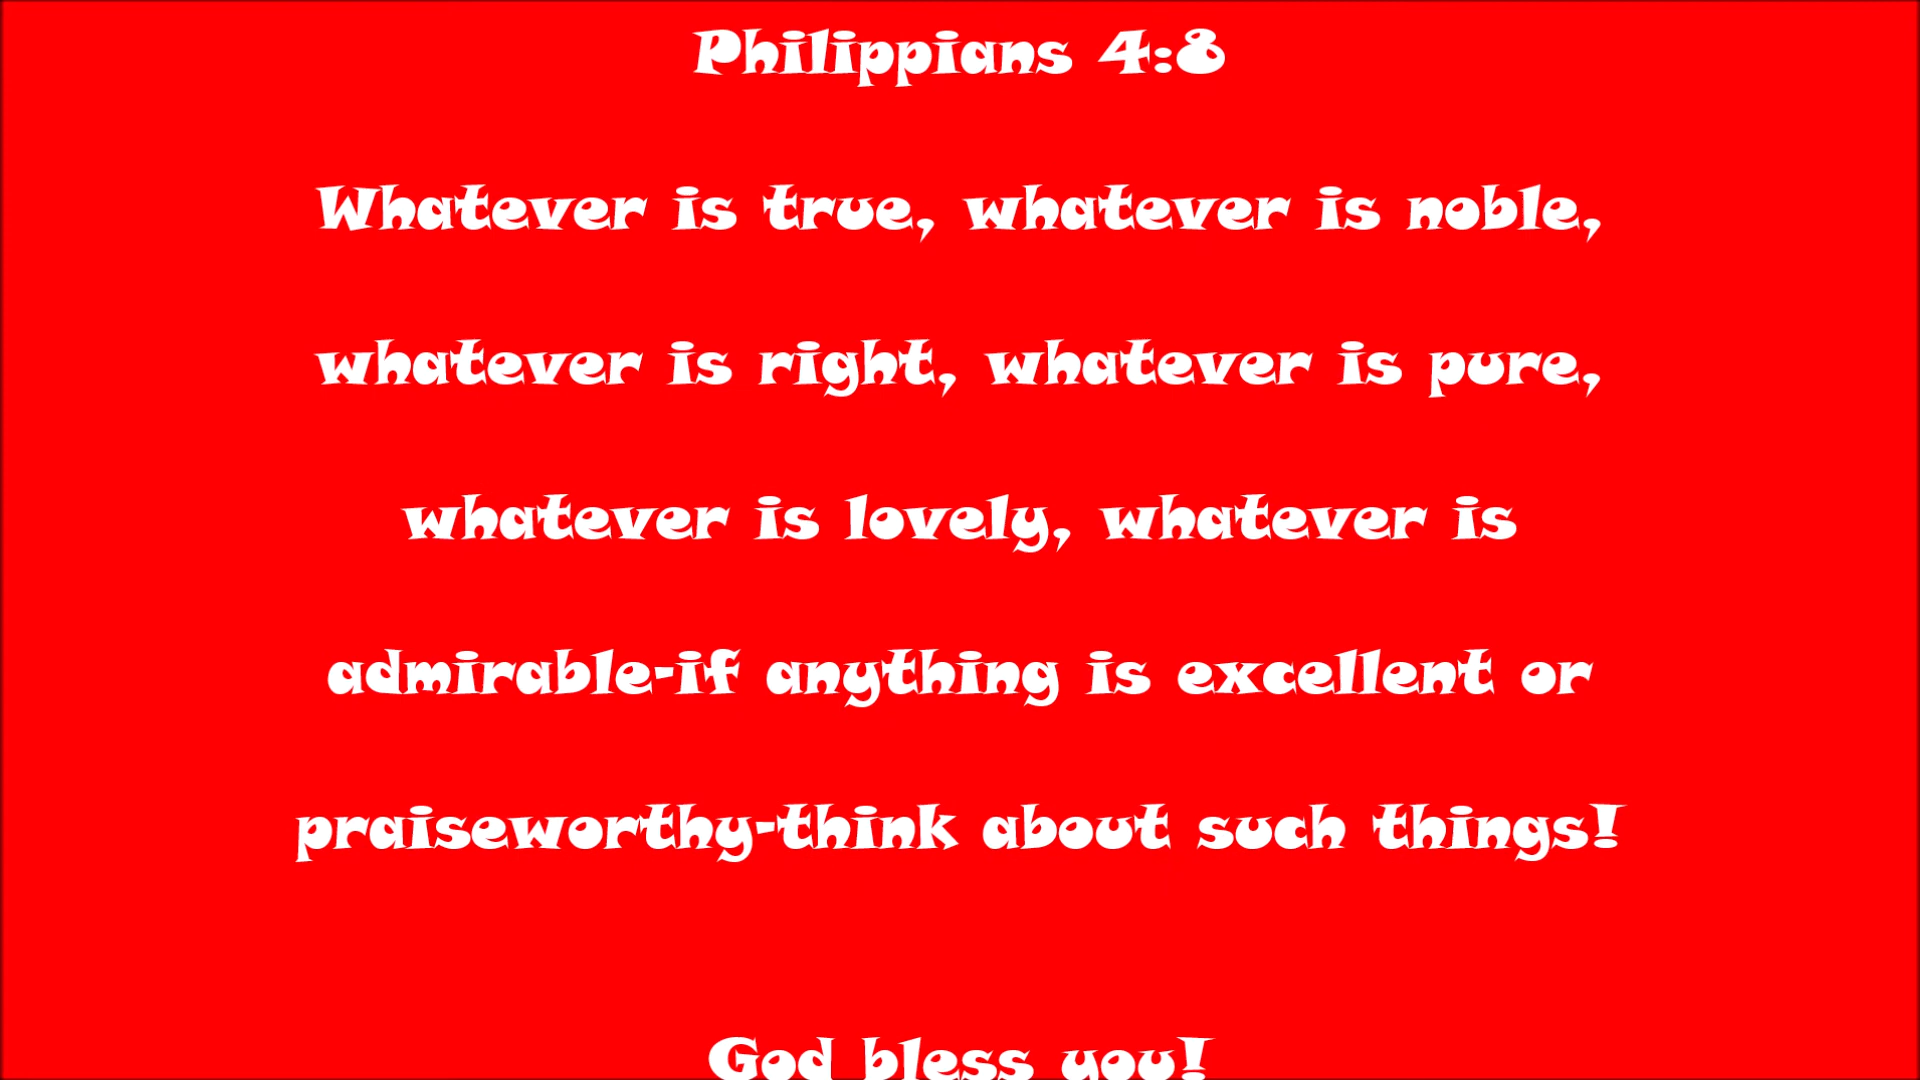 Philippians 4:8
Whatever is true, whatever is noble,
whatever is right, whatever is pure,
whatever is lovely, whatever is
admirable-if anything is excellent or
praiseworthy-think about such things!
God bless you!